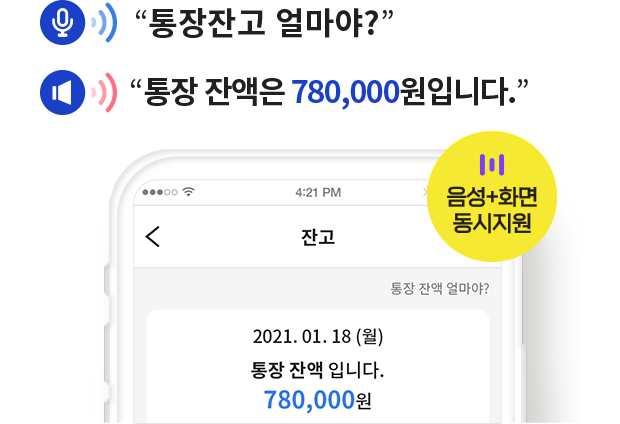 “통장잔고 얼마야?”
“통장 잔액은 780,000원입니다.”
음성+화면
동시지원
4:21 PM
잔고
통장 잔액 얼마야?
2021. 01. 18 (월)
통장 잔액 입니다.
780,000원